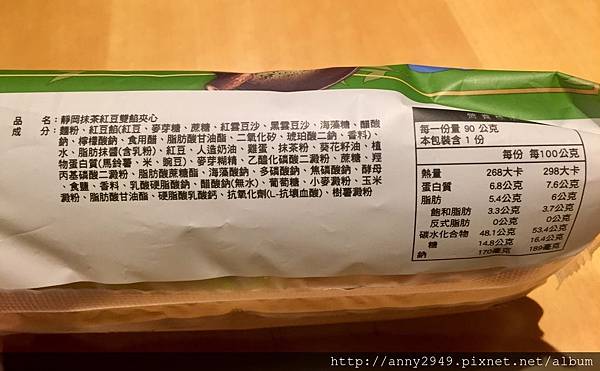 品名：靜岡抹茶紅豆雙餡夾心
成分：麵粉、紅豆餡(紅豆、麥芽糖、蔗糖、紅雲豆沙、黑雲豆沙、海藻糖、醋酸
鈉、檸檬酸鈉、食用醋、脂肪酸甘油酯、二氧化矽、琥珀酸二鈉、香料)、
水、脂肪抹醬(含乳粉)、紅豆、人造奶油、雞蛋、抹茶粉、葵花籽油、植
物蛋白質(馬鈴薯、米、豌豆)、麥芽糊精、乙醯化磷酸二澱粉、蔗糖、羥
丙基磷酸二澱粉、脂肪酸蔗糖酯、海藻酸鈉、多磷酸鈉、焦磷酸鈉、酵母
、食鹽、香料、乳酸硬脂酸鈉、醋酸鈉(無水)、葡萄糖、小麥澱粉、玉米
澱粉、脂肪酸甘油酯、硬脂酸乳酸鈣、抗氧化劑(L-抗壞血酸)、樹薯澱粉
每一份量 90 公克
本包裝含 1 份
每份 每100公克
熱量 268大卡 298大卡
蛋白質 6.8公克 7.6公克
脂肪 5.4公克 6公克
飽和脂肪 3.3公克 3.7公克
反式脂肪 0公克 0公克
碳水化合物 48.1公克 53.4公克
糖 14.8公克 16.4公克
鈉 170毫克 189毫克
http://anny2949.pixnet.net/album